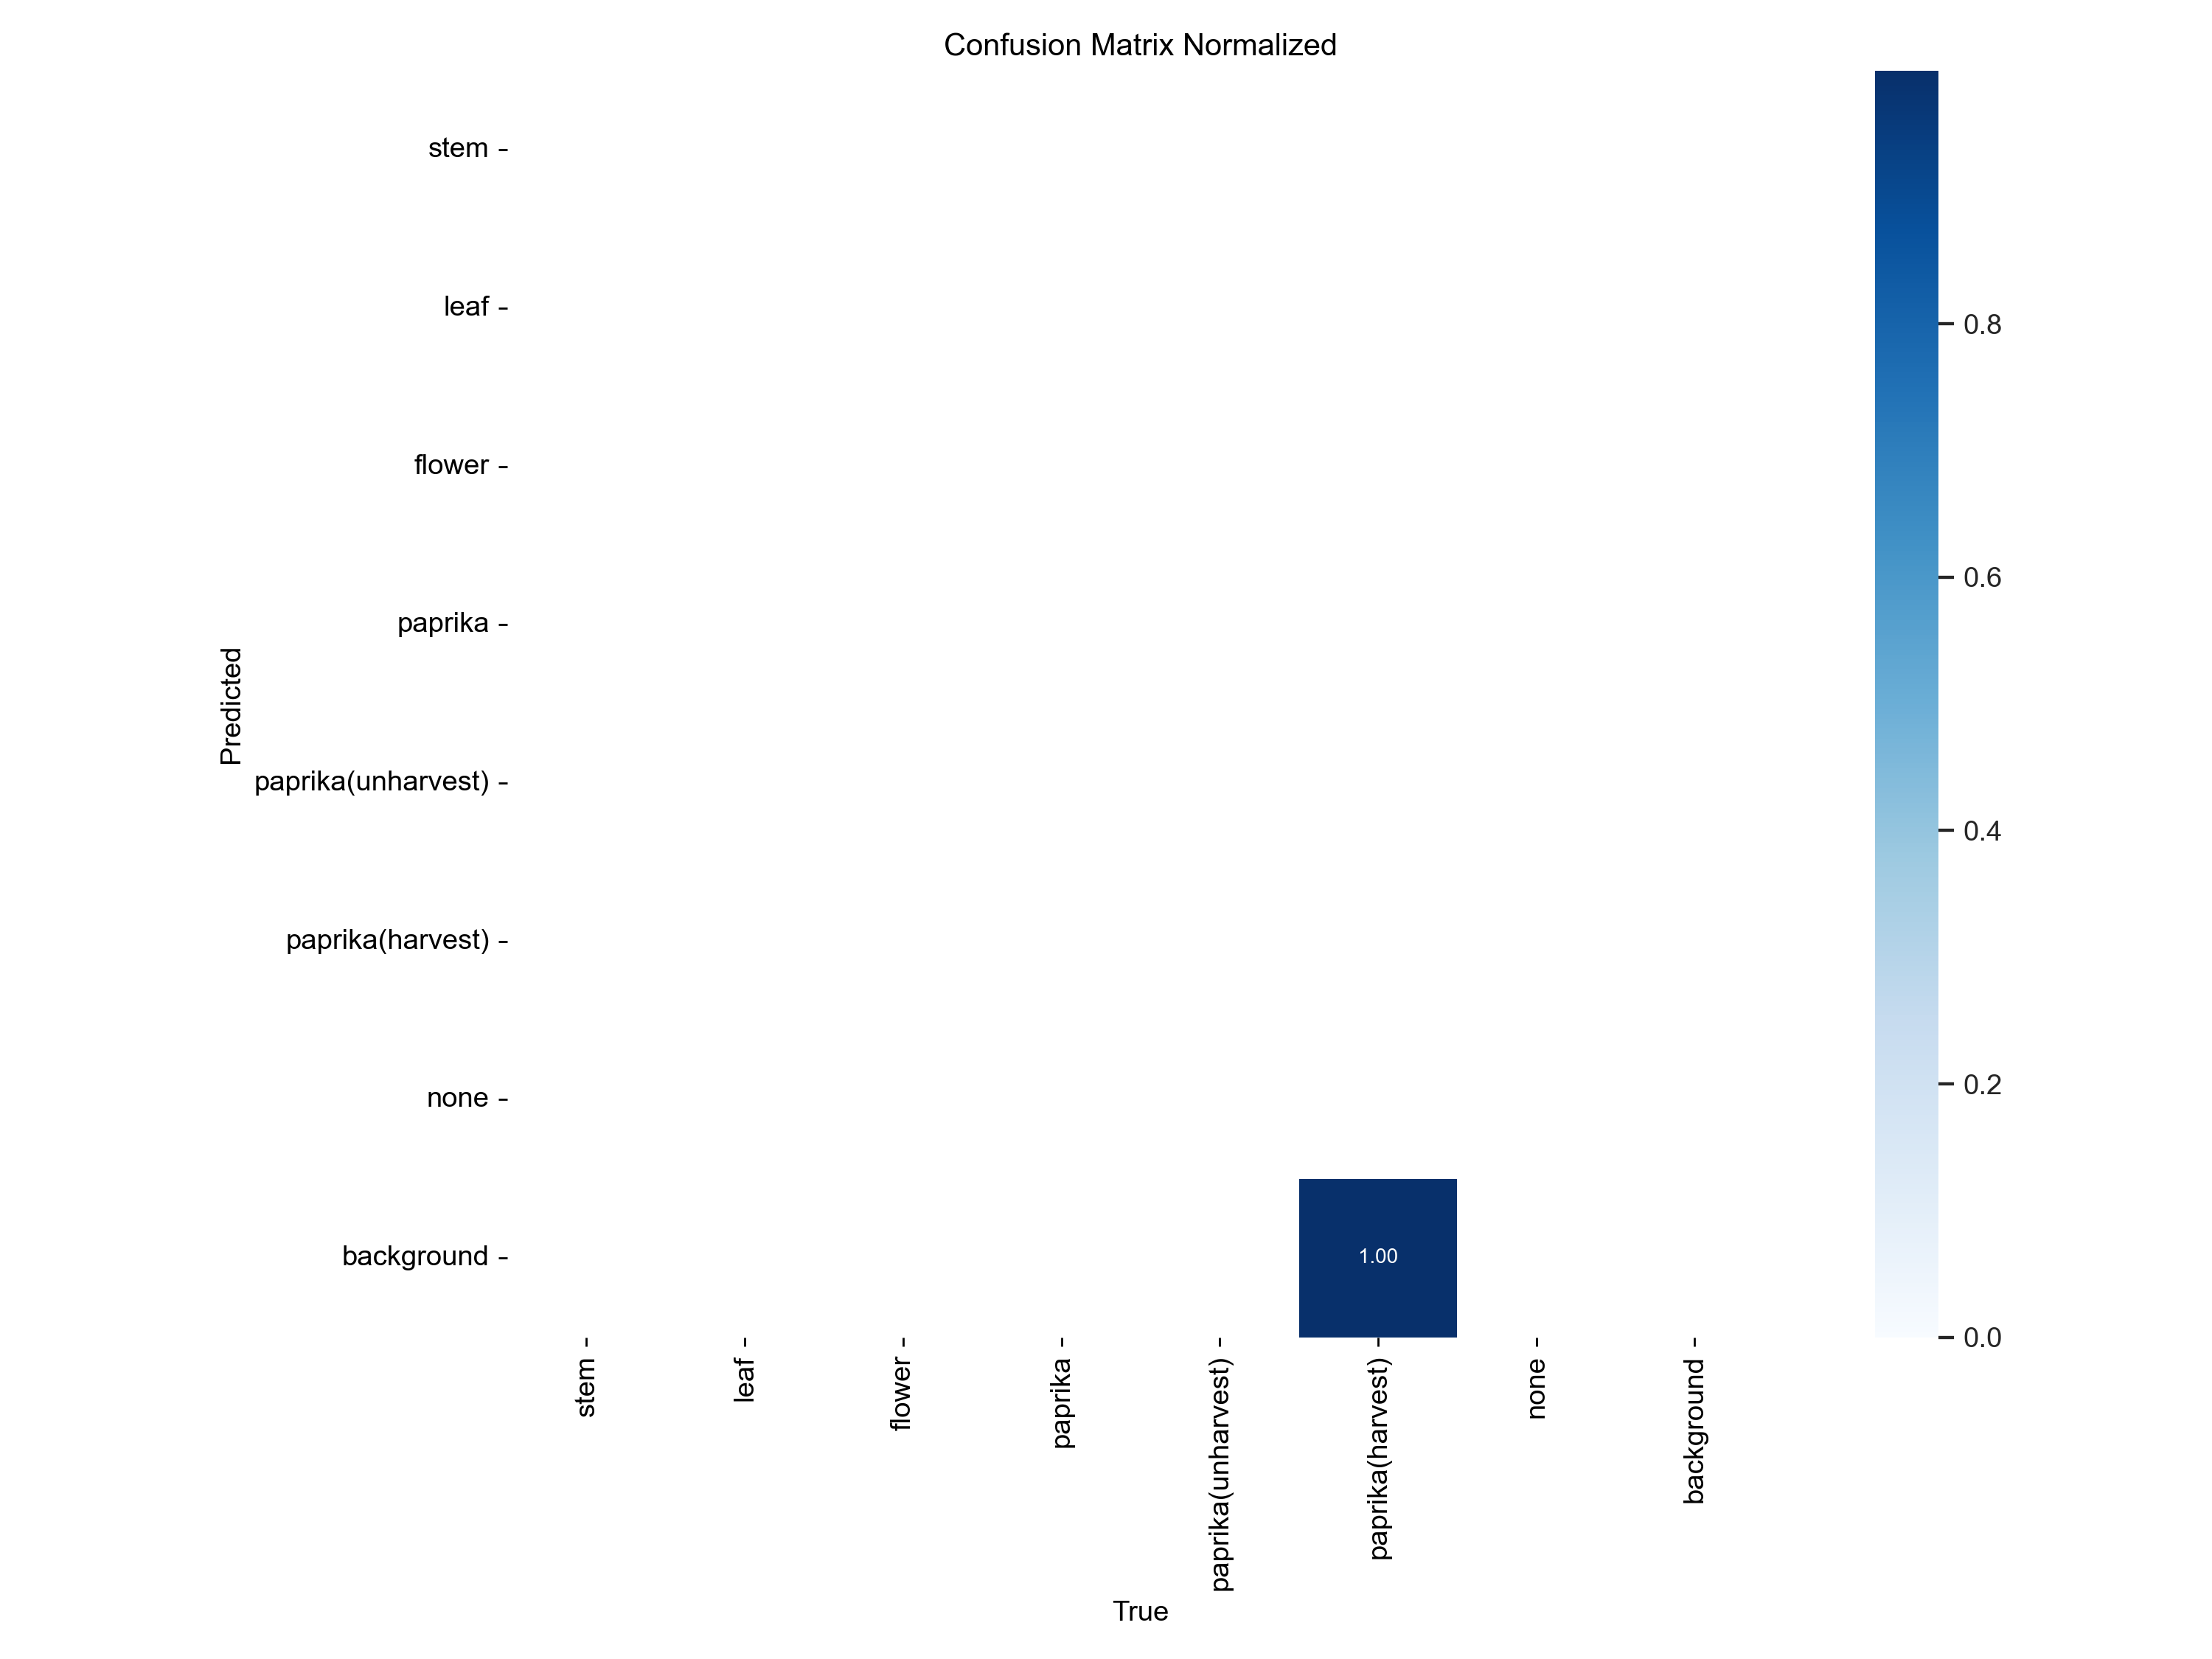 Confusion Matrix Normalized
Predicted
stem
leaf
flower
paprika
paprika(unharvest)
paprika(harvest)
none
background
1.00
stem
leaf
flower
paprika
paprika(unharvest)
paprika(harvest)
none
background
True
0.8
0.6
0.4
0.2
0.0